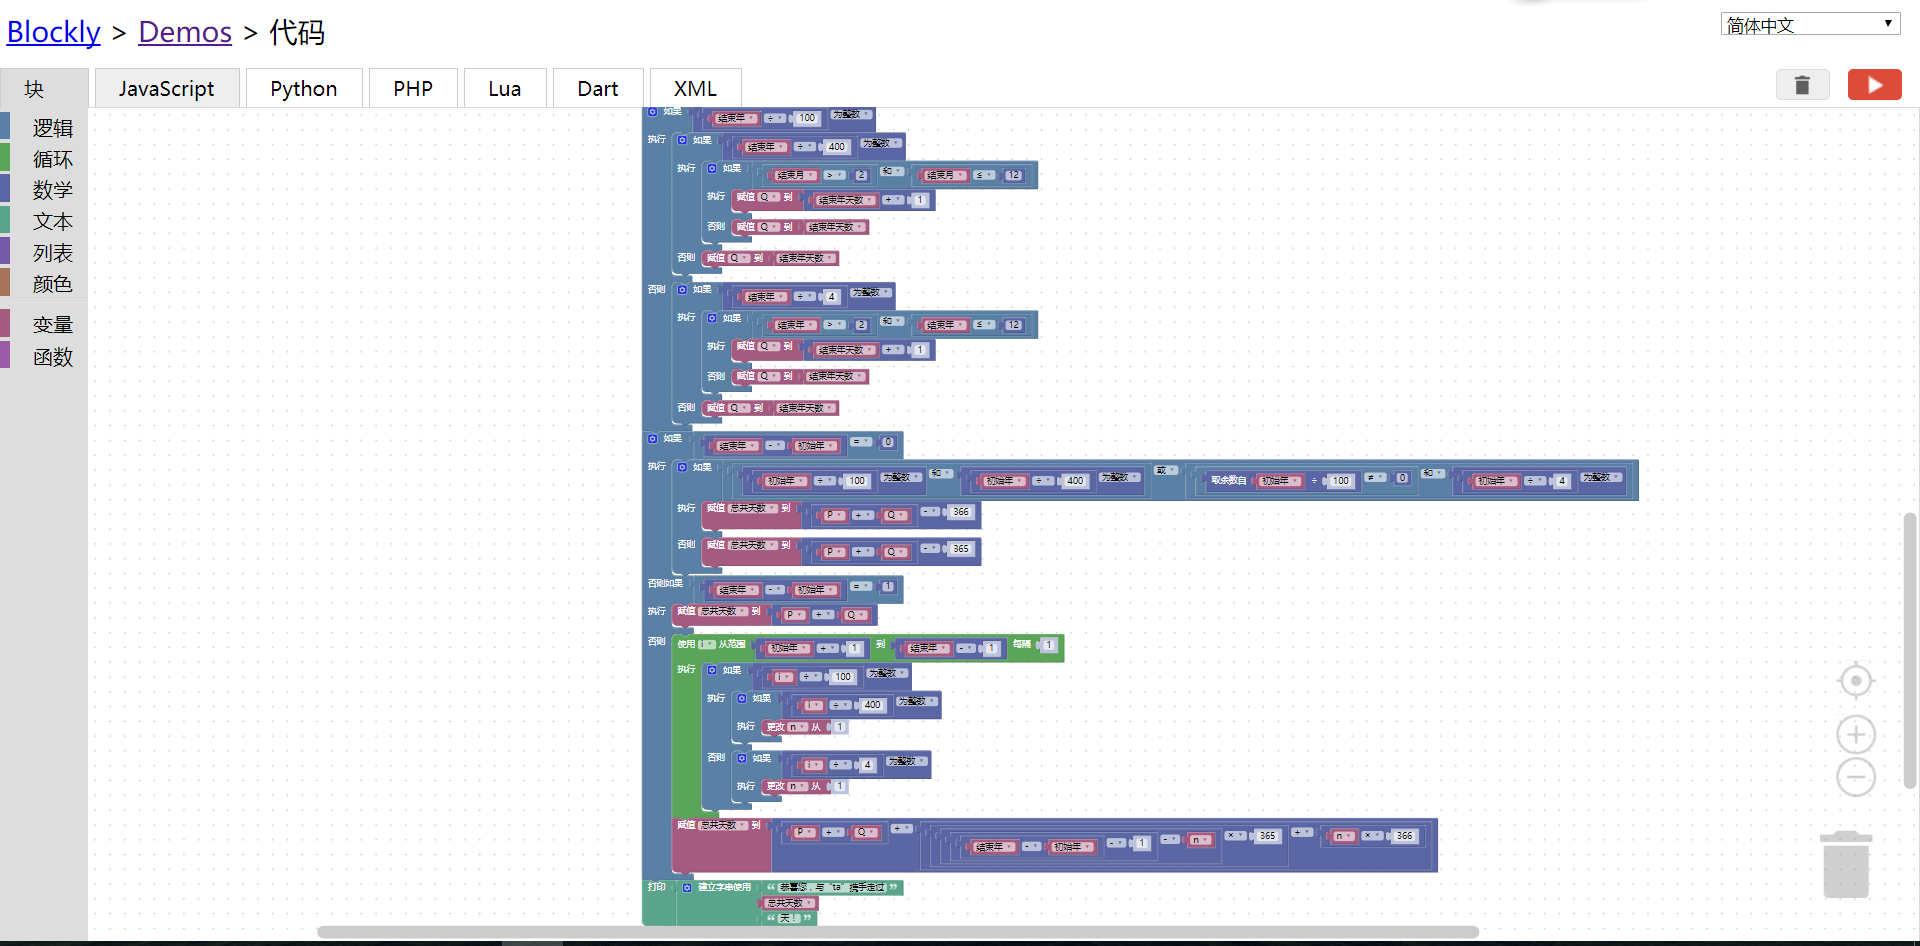 Blockly > Demos > 代码
简体中文
块 JavaScript Python PHP Lua Dart XML
逻辑
循环
数学
文本
列表
颜色
变量
函数
如果 结束年 ÷ 100 为整数
执行 如果 结束年 ÷ 400 为整数
执行 如果 结束月 > 2 和 结束月 ≤ 12
执行 赋值 Q 到 结束年天数 + 1
否则 赋值 Q 到 结束年天数
否则 赋值 Q 到 结束年天数
否则 如果 结束年 ÷ 4 为整数
执行 如果 结束年 > 2 和 结束年 ≤ 12
执行 赋值 Q 到 结束年天数 + 1
否则 赋值 Q 到 结束年天数
否则 赋值 Q 到 结束年天数
如果 结束年 - 初始年 = 0
执行 如果 初始年 ÷ 100 为整数 和 初始年 ÷ 400 为整数 或 取余数自 初始年 ÷ 100 ≠ 0 和 初始年 ÷ 4 为整数
执行 赋值 总共天数 到 P + Q - 366
否则 赋值 总共天数 到 P + Q - 365
否则如果 结束年 - 初始年 = 1
执行 赋值 总共天数 到 P + Q
否则 使用 i 从范围 初始年 + 1 到 结束年 - 1 每隔 1
执行 如果 i ÷ 100 为整数
执行 如果 i ÷ 400 为整数
执行 更改 n 从 1
否则 如果 i ÷ 4 为整数
执行 更改 n 从 1
赋值 总共天数 到 P + Q + 结束年 - 初始年 - 1 - n × 365 + n × 366
打印 建立字串使用 “ 恭喜您，与“ta”携手走过 ”
总共天数
“ 天！ ”